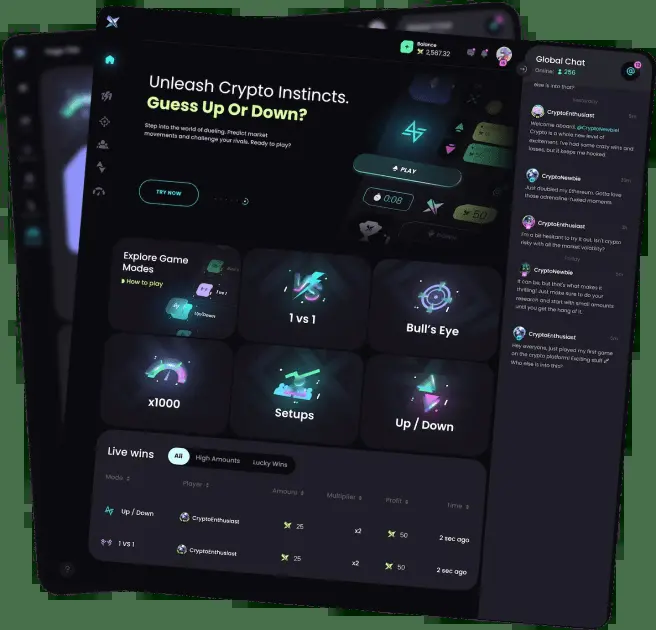 Balance
2,567.32
Unleash Crypto Instincts.
Guess Up Or Down?
Step into the world of dueling. Predict market
movements and challenge your rivals. Ready to play?
TRY NOW
PLAY
0:08
50
Explore Game
Modes
How to play
1 vs 1
Up/Down
1 vs 1
Bull's Eye
x1000
Setups
Up / Down
Live wins
All
High Amounts
Lucky Wins
Mode
Player
Amount
Multiplier
Profit
Time
Up / Down
CryptoEnthusiast
25
x2
50
2 sec ago
1 VS 1
CryptoEnthusiast
25
x2
50
2 sec ago
Global Chat
Online: 256
else is into that?
Yesterday
CryptoEnthusiast
Welcome aboard, @CryptoNewbie!
Crypto is a whole new level of
excitement. I've had some crazy wins and
losses, but it keeps me hooked
CryptoNewbie
Just doubled my Ethereum. Gotta love
those adrenaline-fueled moments
CryptoEnthusiast
I'm a bit hesitant to try it out. Isn't crypto
risky with all the market volatility?
Today
CryptoNewbie
It can be, but that's what makes it
thrilling! Just make sure to do your
research and start with small amounts
until you get the hang of it.
CryptoEnthusiast
Hey everyone, just played my first game
on the crypto platform! Exciting stuff
Who else is into this?